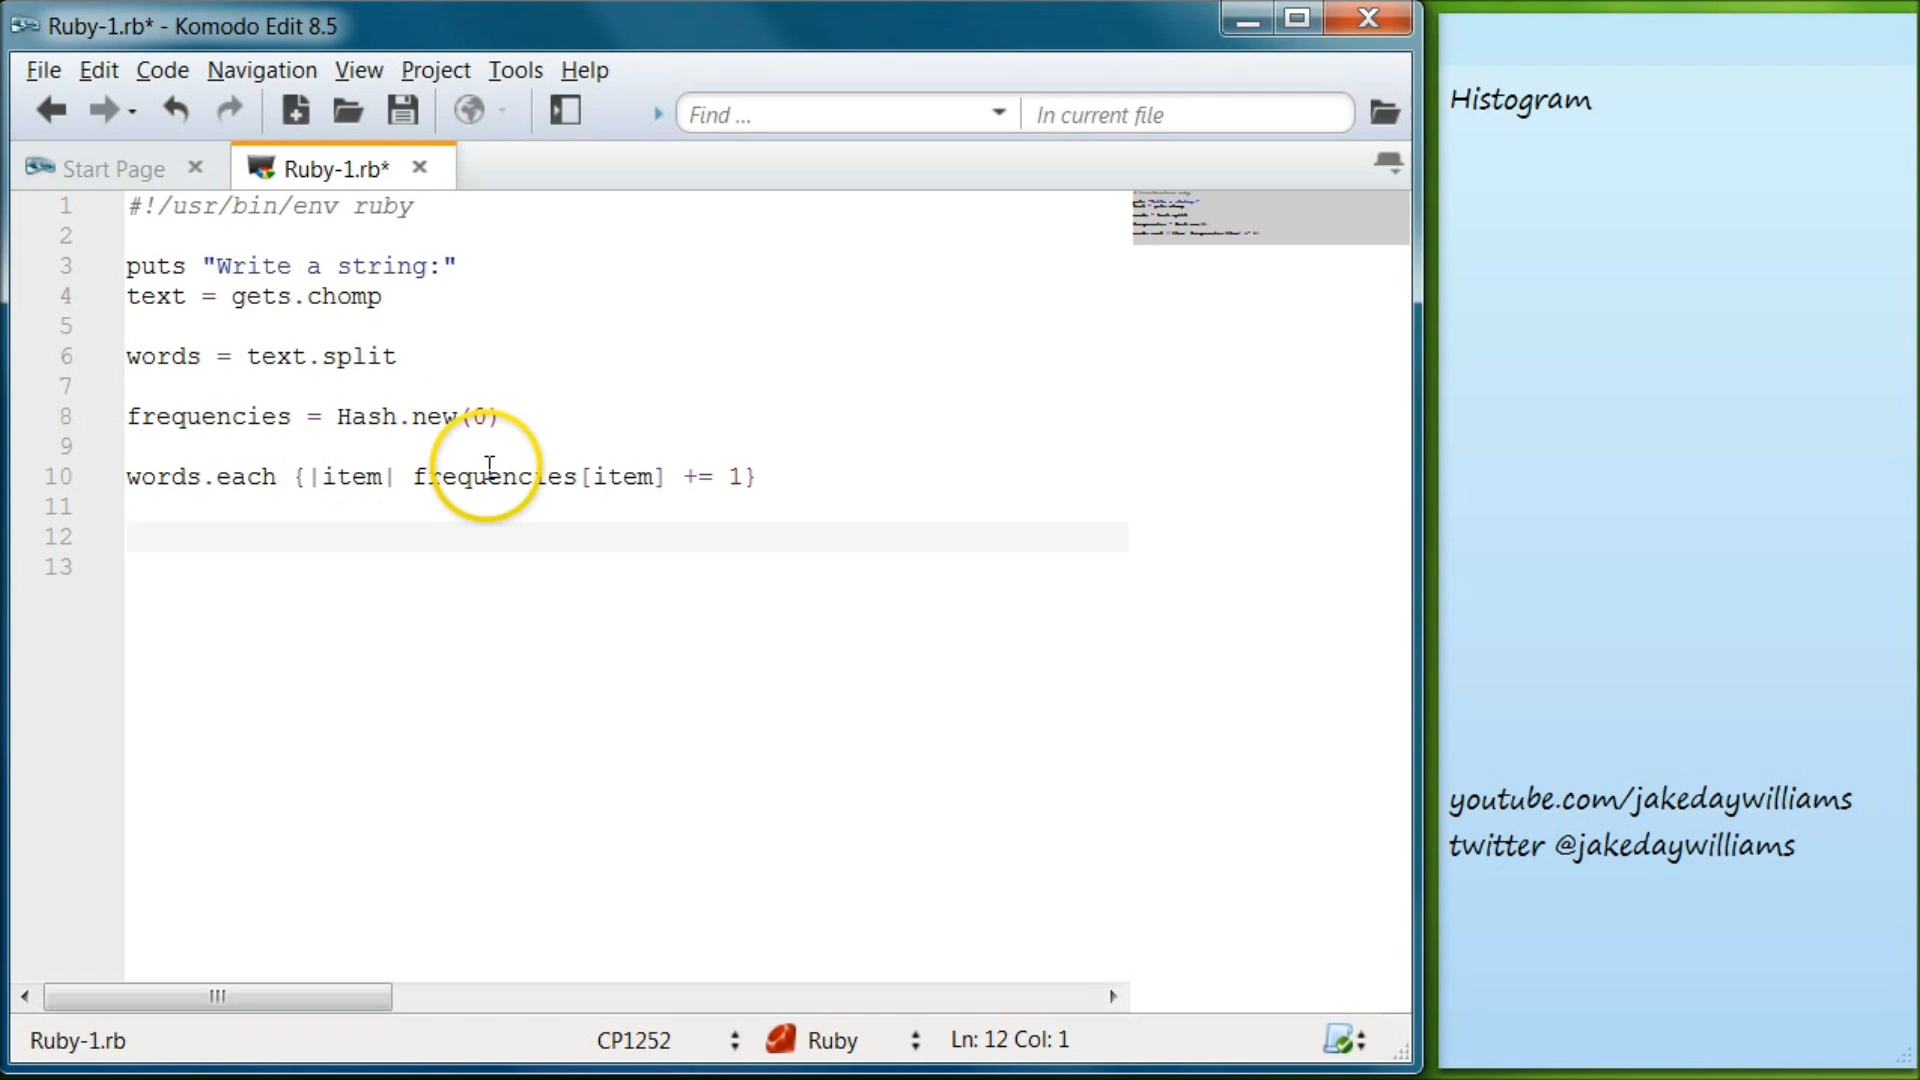 Ruby-1.rb* - Komodo Edit 8.5
File Edit Code Navigation View Project Tools Help
Find ... In current file
Start Page Ruby-1.rb*
1 #!/usr/bin/env ruby
2
3 puts "Write a string:"
4 text = gets.chomp
5
6 words = text.split
7
8 frequencies = Hash.new(0)
9
10 words.each {|item| frequencies[item] += 1}
11
12
13
Ruby-1.rb CP1252 Ruby Ln: 12 Col: 1
Histogram
youtube.com/jakedaywilliams
twitter @jakedaywilliams